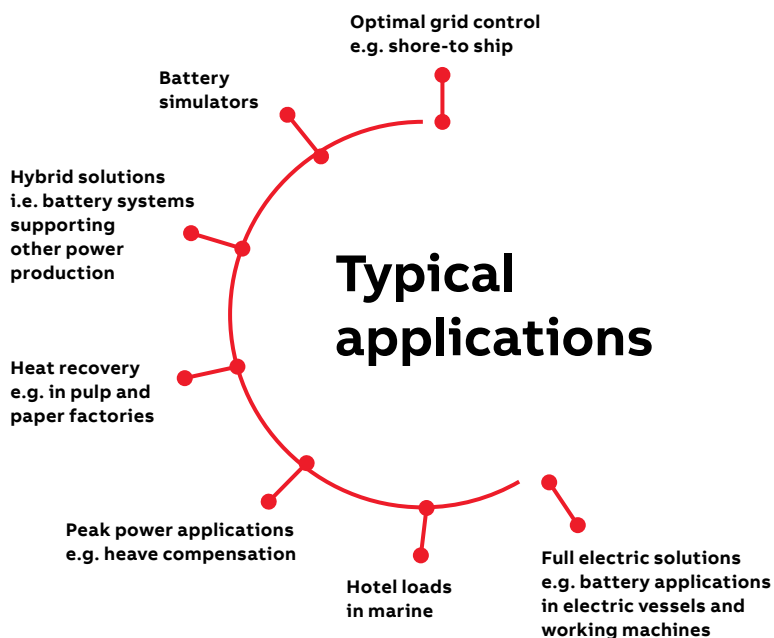 Optimal grid control
e.g. shore-to ship
Battery
simulators
Hybrid solutions
i.e. battery systems
supporting
other power
production
Typical
applications
Heat recovery
e.g. in pulp and
paper factories
Peak power applications
e.g. heave compensation
Hotel loads
in marine
Full electric solutions
e.g. battery applications
in electric vessels and
working machines